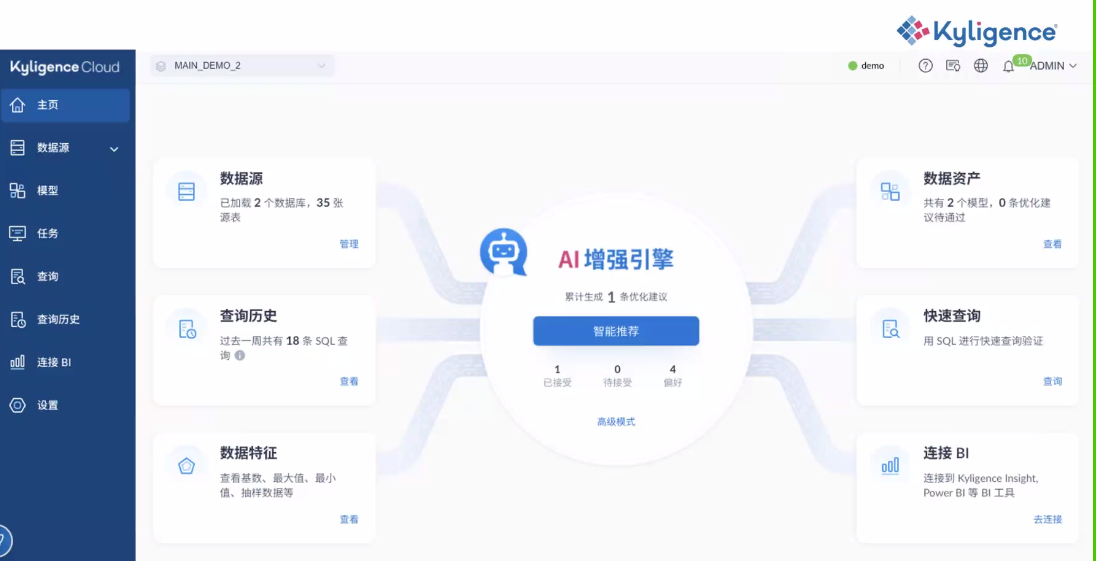 Kyligence
Kyligence Cloud
MAIN_DEMO_2
demo
10
ADMIN
主页
数据源
模型
任务
查询
查询历史
连接 BI
设置
数据源
已加载 2 个数据库，35 张
源表
管理
查询历史
过去一周共有 18 条 SQL 查
询
查看
数据特征
查看基数、最大值、最小
值、抽样数据等
查看
AI 增强引擎
累计生成 1 条优化建议
智能推荐
1
已接受
0
待接受
4
偏好
高级模式
数据资产
共有 2 个模型，0 条优化建
议待通过
查看
快速查询
用 SQL 进行快速查询验证
查询
连接 BI
连接到 Kyligence Insight,
Power BI 等 BI 工具
去连接